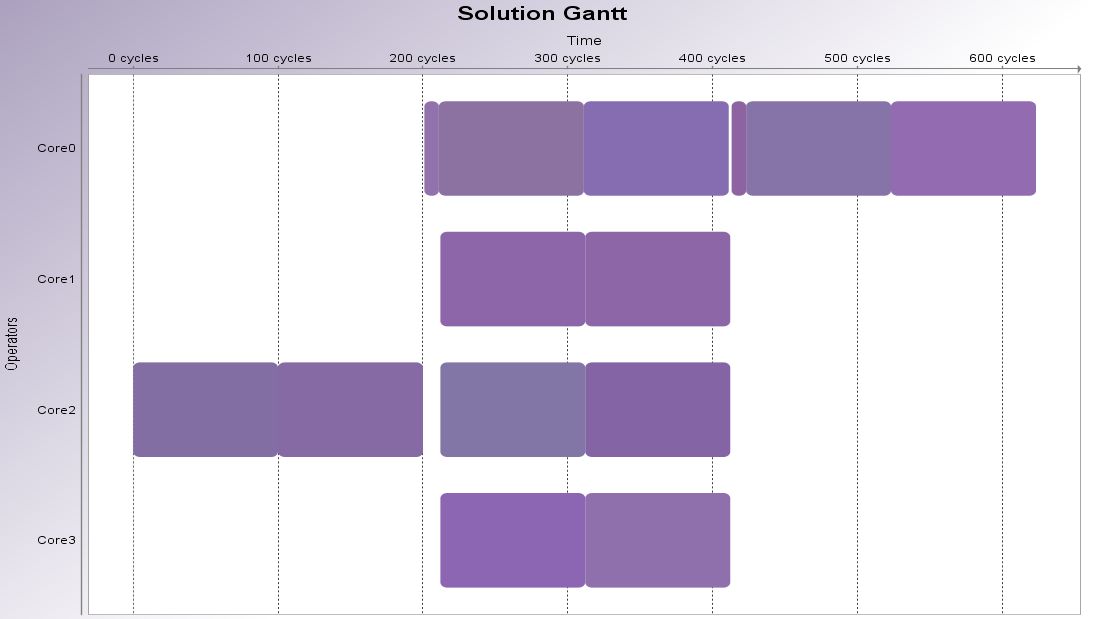 Solution Gantt
Time
0 cycles 100 cycles 200 cycles 300 cycles 400 cycles 500 cycles 600 cycles
Core0
Core1
Core2
Core3
Operators